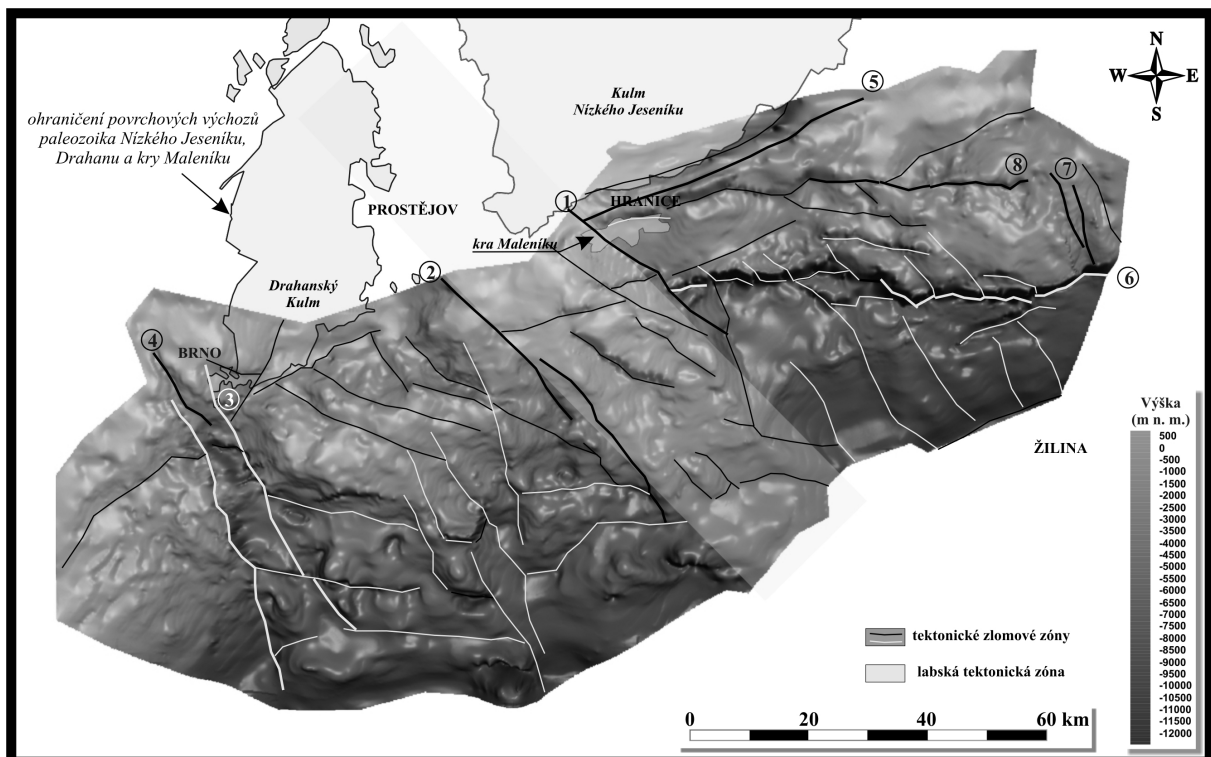 N
W E
S
Kulm
Nízkého Jeseníku
5
ohraničení povrchových výchozů
paleozoika Nízkého Jeseníku,
Drahanu a kry Maleníku
8
7
1
HRANICE
PROSTĚJOV
kra Maleníku
2
6
Drahanský
Kulm
4
BRNO
3
ŽILINA
Výška
(m n. m.)
500
0
-500
-1000
-1500
-2000
-2500
-3000
-3500
-4000
-4500
-5000
-5500
-6000
-6500
-7000
-7500
-8000
-8500
-9000
-9500
-10000
-10500
-11000
-11500
-12000
tektonické zlomové zóny
labská tektonická zóna
0 20 40 60 km